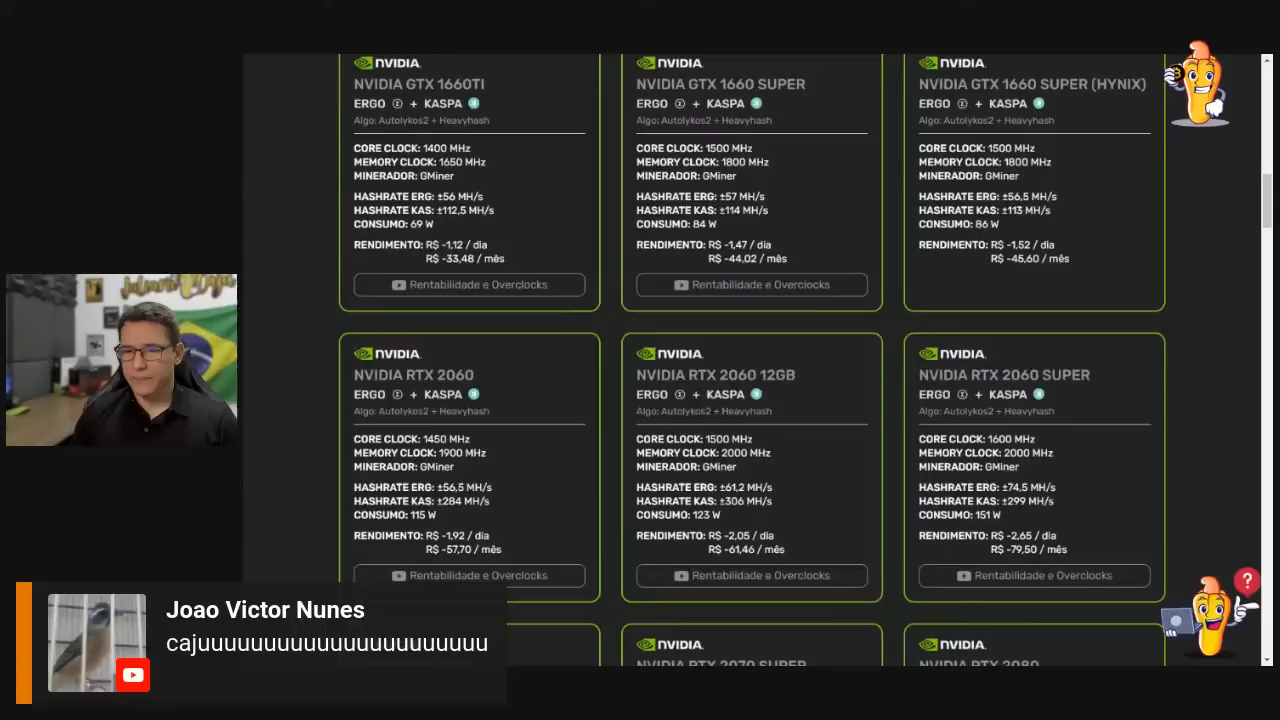 NVIDIA.
NVIDIA GTX 1660TI
ERGO + KASPA
Algo: Autolykos2 + Heavyhash
CORE CLOCK: 1400 MHz
MEMORY CLOCK: 1650 MHz
MINERADOR: GMiner
HASHRATE ERG: ±56 MH/s
HASHRATE KAS: ±112,5 MH/s
CONSUMO: 69 W
RENDIMENTO: R$ -1,12 / dia
R$ -33,48 / mês
Rentabilidade e Overclocks
NVIDIA.
NVIDIA GTX 1660 SUPER
ERGO + KASPA
Algo: Autolykos2 + Heavyhash
CORE CLOCK: 1500 MHz
MEMORY CLOCK: 1800 MHz
MINERADOR: GMiner
HASHRATE ERG: ±57 MH/s
HASHRATE KAS: ±114 MH/s
CONSUMO: 84 W
RENDIMENTO: R$ -1,47 / dia
R$ -44,02 / mês
Rentabilidade e Overclocks
NVIDIA.
NVIDIA GTX 1660 SUPER (HYNIX)
ERGO + KASPA
Algo: Autolykos2 + Heavyhash
CORE CLOCK: 1500 MHz
MEMORY CLOCK: 1800 MHz
MINERADOR: GMiner
HASHRATE ERG: ±56,5 MH/s
HASHRATE KAS: ±113 MH/s
CONSUMO: 86 W
RENDIMENTO: R$ -1,52 / dia
R$ -45,60 / mês
NVIDIA.
NVIDIA RTX 2060
ERGO + KASPA
Algo: Autolykos2 + Heavyhash
CORE CLOCK: 1450 MHz
MEMORY CLOCK: 1900 MHz
MINERADOR: GMiner
HASHRATE ERG: ±56,5 MH/s
HASHRATE KAS: ±284 MH/s
CONSUMO: 115 W
RENDIMENTO: R$ -1,92 / dia
R$ -57,70 / mês
Rentabilidade e Overclocks
NVIDIA.
NVIDIA RTX 2060 12GB
ERGO + KASPA
Algo: Autolykos2 + Heavyhash
CORE CLOCK: 1500 MHz
MEMORY CLOCK: 2000 MHz
MINERADOR: GMiner
HASHRATE ERG: ±61,2 MH/s
HASHRATE KAS: ±306 MH/s
CONSUMO: 123 W
RENDIMENTO: R$ -2,05 / dia
R$ -61,46 / mês
Rentabilidade e Overclocks
NVIDIA.
NVIDIA RTX 2060 SUPER
ERGO + KASPA
Algo: Autolykos2 + Heavyhash
CORE CLOCK: 1600 MHz
MEMORY CLOCK: 2000 MHz
MINERADOR: GMiner
HASHRATE ERG: ±74,5 MH/s
HASHRATE KAS: ±299 MH/s
CONSUMO: 151 W
RENDIMENTO: R$ -2,65 / dia
R$ -79,50 / mês
Rentabilidade e Overclocks
NVIDIA.
NVIDIA RTX 2070 SUPER
NVIDIA.
NVIDIA RTX 2080
?
Joao Victor Nunes
cajuuuuuuuuuuuuuuuuuuuuuu